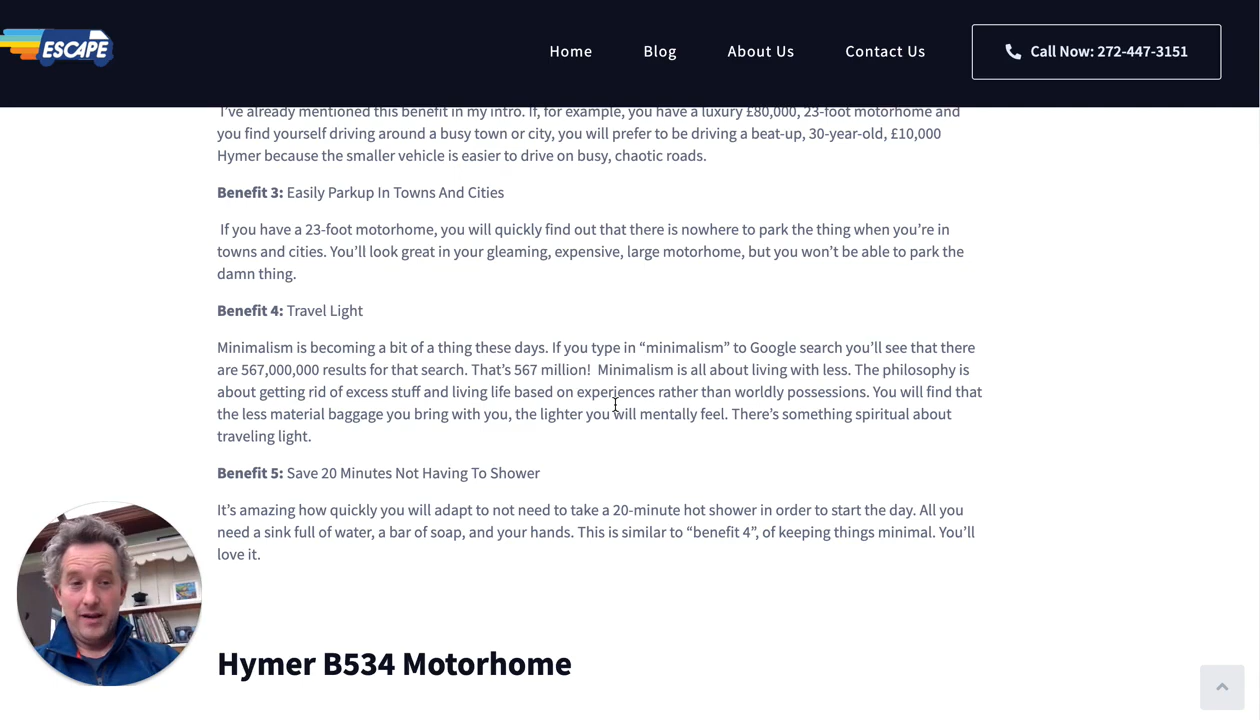 ESCAPE
Home
Blog
About Us
Contact Us
Call Now: 272-447-3151
I’ve already mentioned this benefit in my intro. If, for example, you have a luxury £80,000, 23-foot motorhome and
you find yourself driving around a busy town or city, you will prefer to be driving a beat-up, 30-year-old, £10,000
Hymer because the smaller vehicle is easier to drive on busy, chaotic roads.
Benefit 3: Easily Parkup In Towns And Cities
If you have a 23-foot motorhome, you will quickly find out that there is nowhere to park the thing when you’re in
towns and cities. You’ll look great in your gleaming, expensive, large motorhome, but you won’t be able to park the
damn thing.
Benefit 4: Travel Light
Minimalism is becoming a bit of a thing these days. If you type in “minimalism” to Google search you’ll see that there
are 567,000,000 results for that search. That’s 567 million!  Minimalism is all about living with less. The philosophy is
about getting rid of excess stuff and living life based on experiences rather than worldly possessions. You will find that
the less material baggage you bring with you, the lighter you will mentally feel. There’s something spiritual about
traveling light.
Benefit 5: Save 20 Minutes Not Having To Shower
It’s amazing how quickly you will adapt to not need to take a 20-minute hot shower in order to start the day. All you
need a sink full of water, a bar of soap, and your hands. This is similar to “benefit 4”, of keeping things minimal. You’ll
love it.
Hymer B534 Motorhome